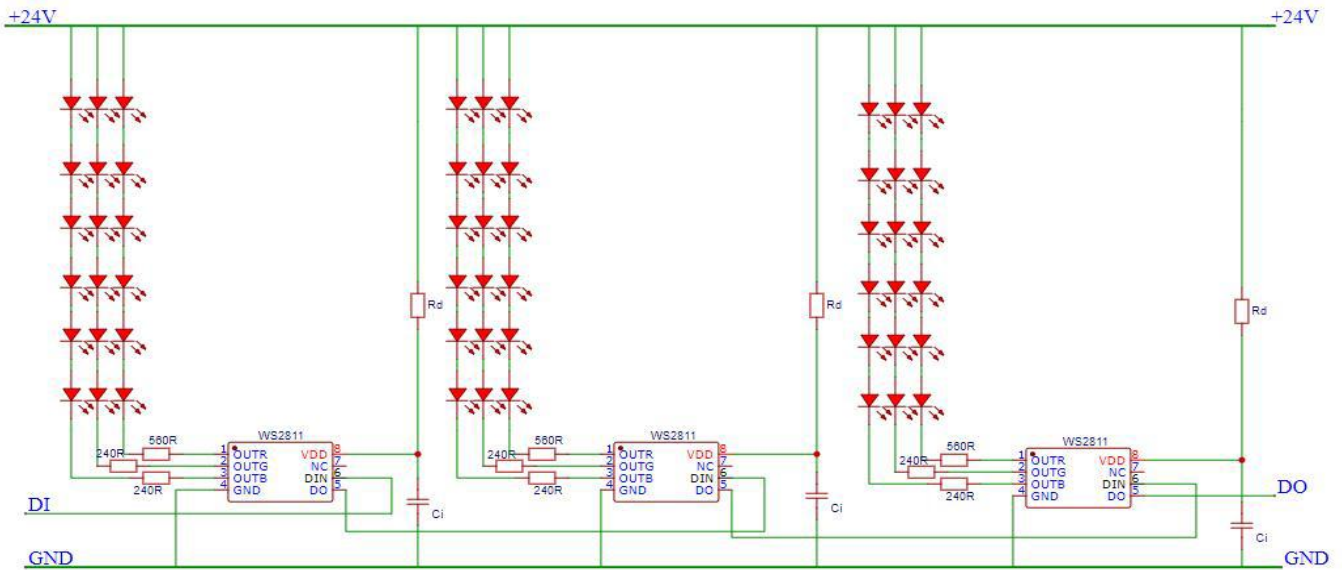 +24V
+24V
Rd
Rd
Rd
WS2811
560R
240R
240R
1 OUTR VDD 8
2 OUTG NC 7
3 OUTB DIN 6
4 GND DO 5
Ci
WS2811
560R
240R
240R
1 OUTR VDD 8
2 OUTG NC 7
3 OUTB DIN 6
4 GND DO 5
Ci
WS2811
560R
240R
240R
1 OUTR VDD 8
2 OUTG NC 7
3 OUTB DIN 6
4 GND DO 5
Ci
DI
DO
GND
GND